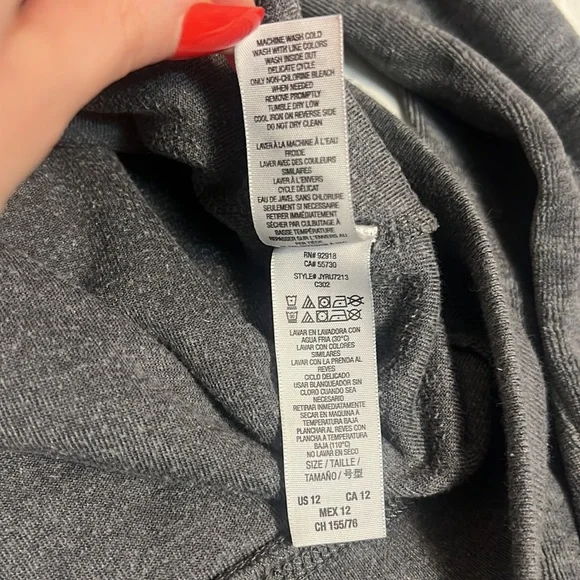 MACHINE WASH COLD
WASH WITH LIKE COLORS
WASH INSIDE OUT
DELICATE CYCLE
ONLY NON-CHLORINE BLEACH
WHEN NEEDED
REMOVE PROMPTLY
TUMBLE DRY LOW
COOL IRON ON REVERSE SIDE
DO NOT DRY CLEAN
LAVER À LA MACHINE À L'EAU
FROIDE
LAVER AVEC DES COULEURS
SIMILAIRES
LAVER À L'ENVERS
CYCLE DÉLICAT
EAU DE JAVEL SANS CHLORURE
SEULEMENT SI NECESSAIRE
RETIRER IMMÉDIATEMENT
SÉCHER PAR CULBUTAGE À
BASSE TEMPÉRATURE
REPASSER SUR L'ENVERS AU
RN# 92918
CA# 55730
STYLE# JYRU7213
C302
LAVAR EN LAVADORA CON
AGUA FRIA (30°C)
LAVAR CON COLORES
SIMILARES
LAVAR CON LA PRENDA AL
REVES
CICLO DELICADO
USAR BLANQUEADOR SIN
CLORO CUANDO SEA
NECESARIO
RETIRAR INMEDIATAMENTE
SECAR EN MAQUINA A
TEMPERATURA BAJA
PLANCHAR AL REVES CON
PLANCHA A TEMPERATURA
BAJA (110°C)
NO LAVAR EN SECO
SIZE / TAILLE /
TAMAÑO / 号型
US 12 CA 12
MEX 12
CH 155/76